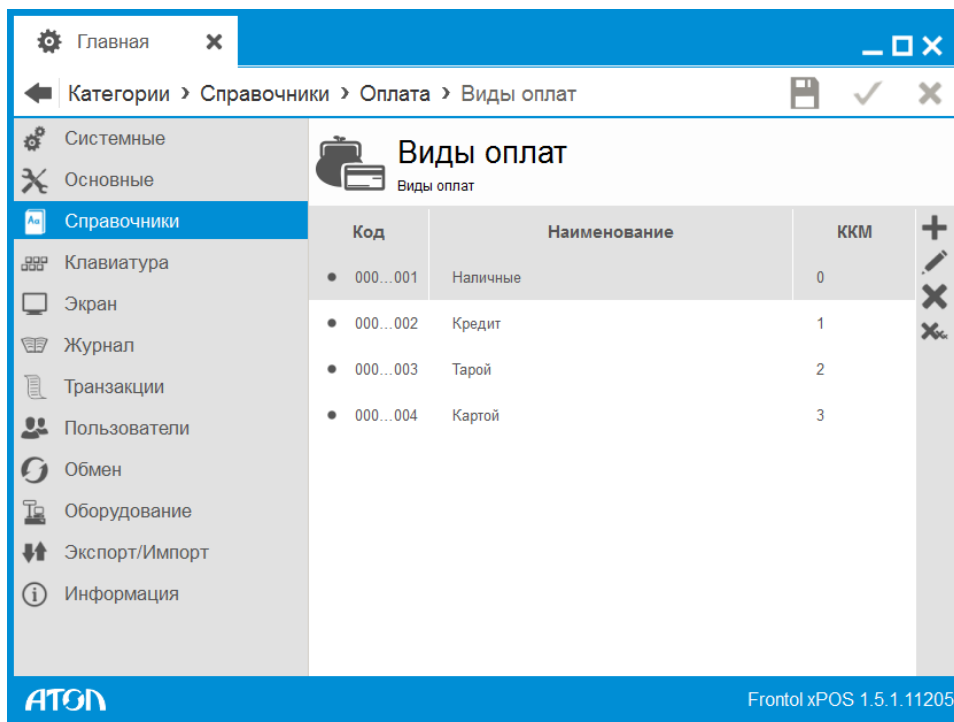 Главная
Категории › Справочники › Оплата › Виды оплат
Системные
Основные
Справочники
Клавиатура
Экран
Журнал
Транзакции
Пользователи
Обмен
Оборудование
Экспорт/Импорт
Информация
Виды оплат
Виды оплат
Код Наименование ККМ
000...001 Наличные 0
000...002 Кредит 1
000...003 Тарой 2
000...004 Картой 3
ATOL
Frontol xPOS 1.5.1.11205